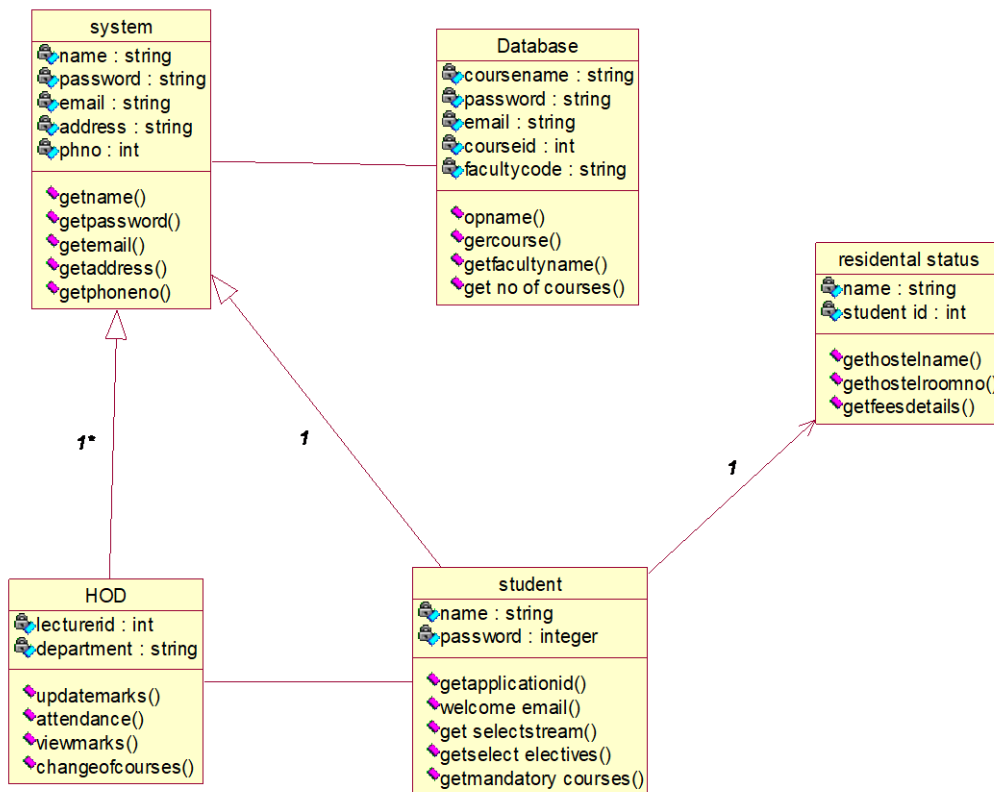 system
name : string
password : string
email : string
address : string
phno : int
getname()
getpassword()
getemail()
getaddress()
getphoneno()
Database
coursename : string
password : string
email : string
courseid : int
facultycode : string
opname()
gercourse()
getfacultyname()
get no of courses()
residental status
name : string
student id : int
gethostelname()
gethostelroomno()
getfeesdetails()
1*
1
1
HOD
lecturerid : int
department : string
updatemarks()
attendance()
viewmarks()
changeofcourses()
student
name : string
password : integer
getapplicationid()
welcome email()
get selectstream()
getselect electives()
getmandatory courses()